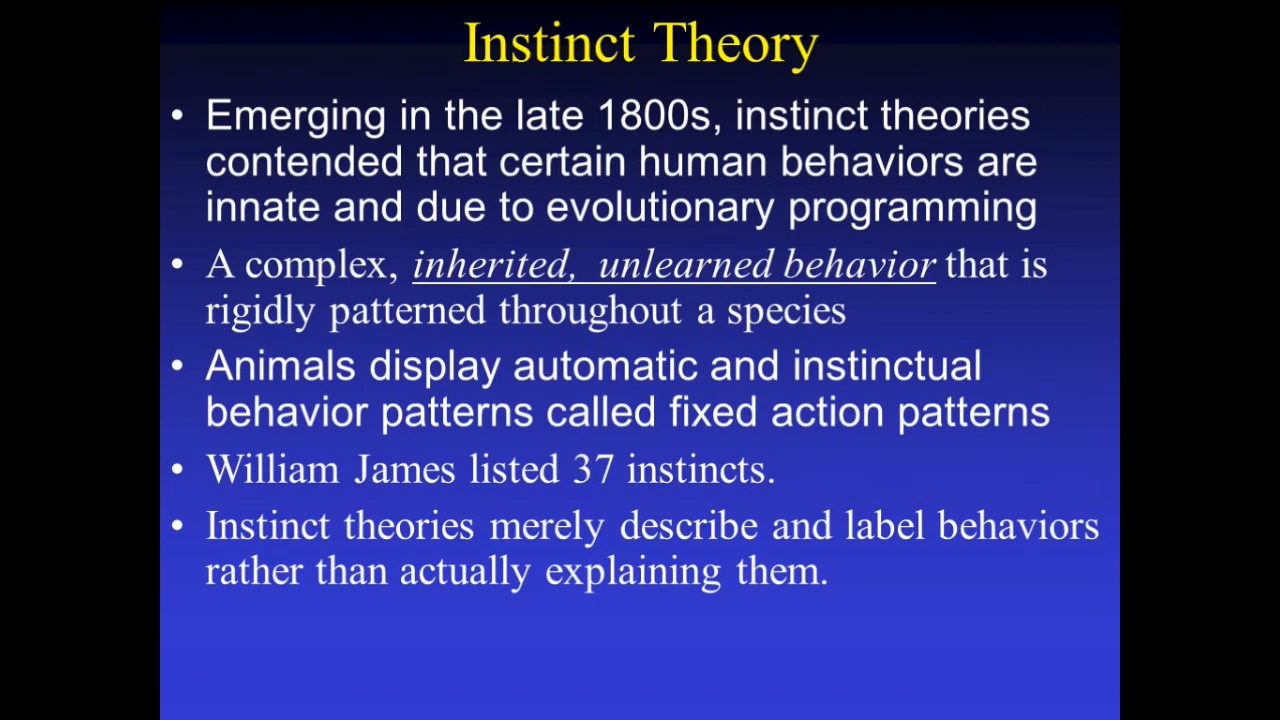 Instinct Theory
• Emerging in the late 1800s, instinct theories
contended that certain human behaviors are
innate and due to evolutionary programming
• A complex, inherited, unlearned behavior that is
rigidly patterned throughout a species
• Animals display automatic and instinctual
behavior patterns called fixed action patterns
• William James listed 37 instincts.
• Instinct theories merely describe and label behaviors
rather than actually explaining them.